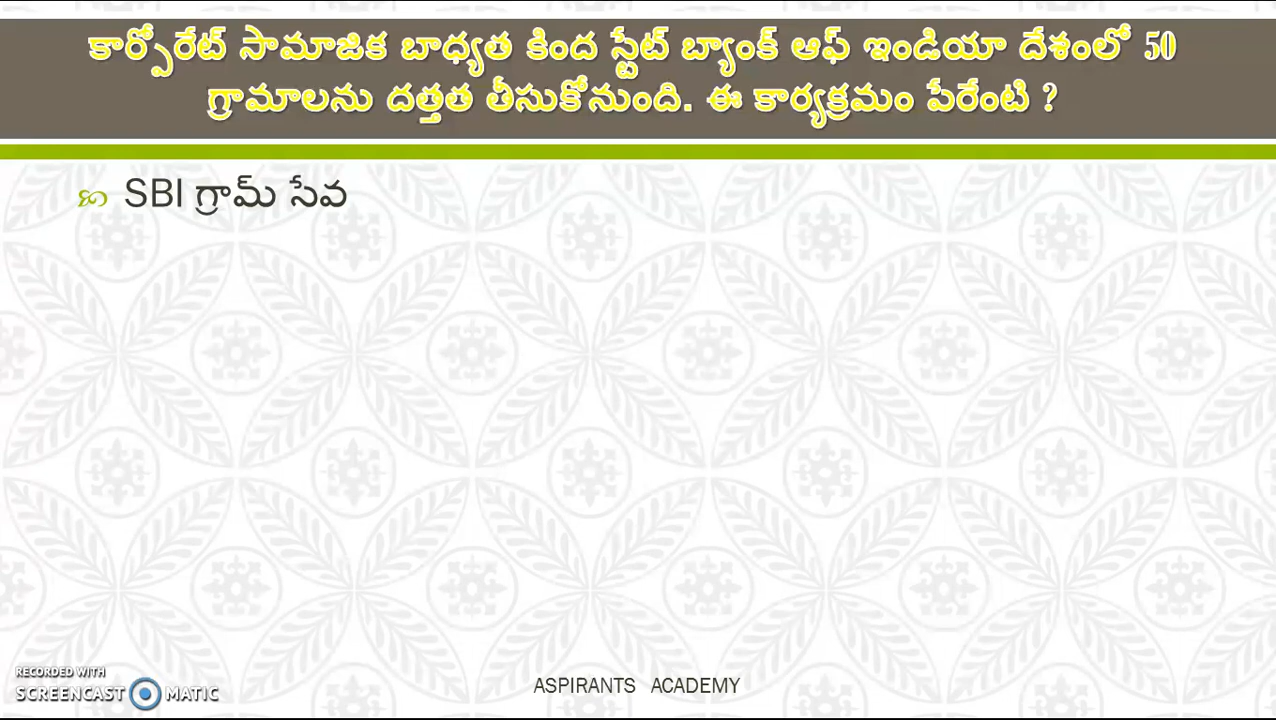 కార్పోరేట్ సామాజిక బాధ్యత కింద స్టేట్ బ్యాంక్ ఆఫ్ ఇండియా దేశంలో 50
గ్రామాలను దత్తత తీసుకోనుంది. ఈ కార్యక్రమం పేరేంటి ?
SBI గ్రామ్ సేవ
RECORDED WITH
SCREENCAST MATIC
ASPIRANTS ACADEMY